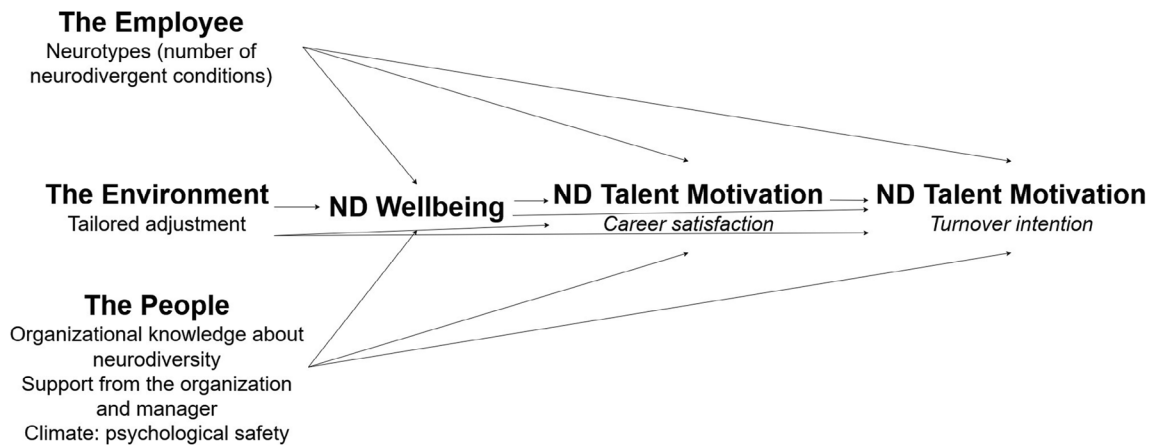 The Employee
Neurotypes (number of
neurodivergent conditions)
The Environment
Tailored adjustment
ND Wellbeing
ND Talent Motivation
Career satisfaction
ND Talent Motivation
Turnover intention
The People
Organizational knowledge about
neurodiversity
Support from the organization
and manager
Climate: psychological safety